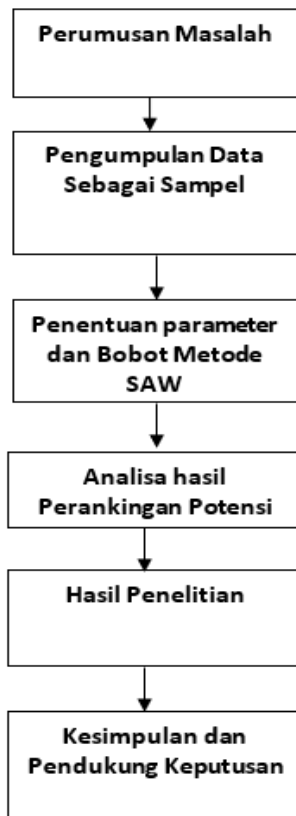 Perumusan Masalah
Pengumpulan Data
Sebagai Sampel
Penentuan parameter
dan Bobot Metode
SAW
Analisa hasil
Perankingan Potensi
Hasil Penelitian
Kesimpulan dan
Pendukung Keputusan